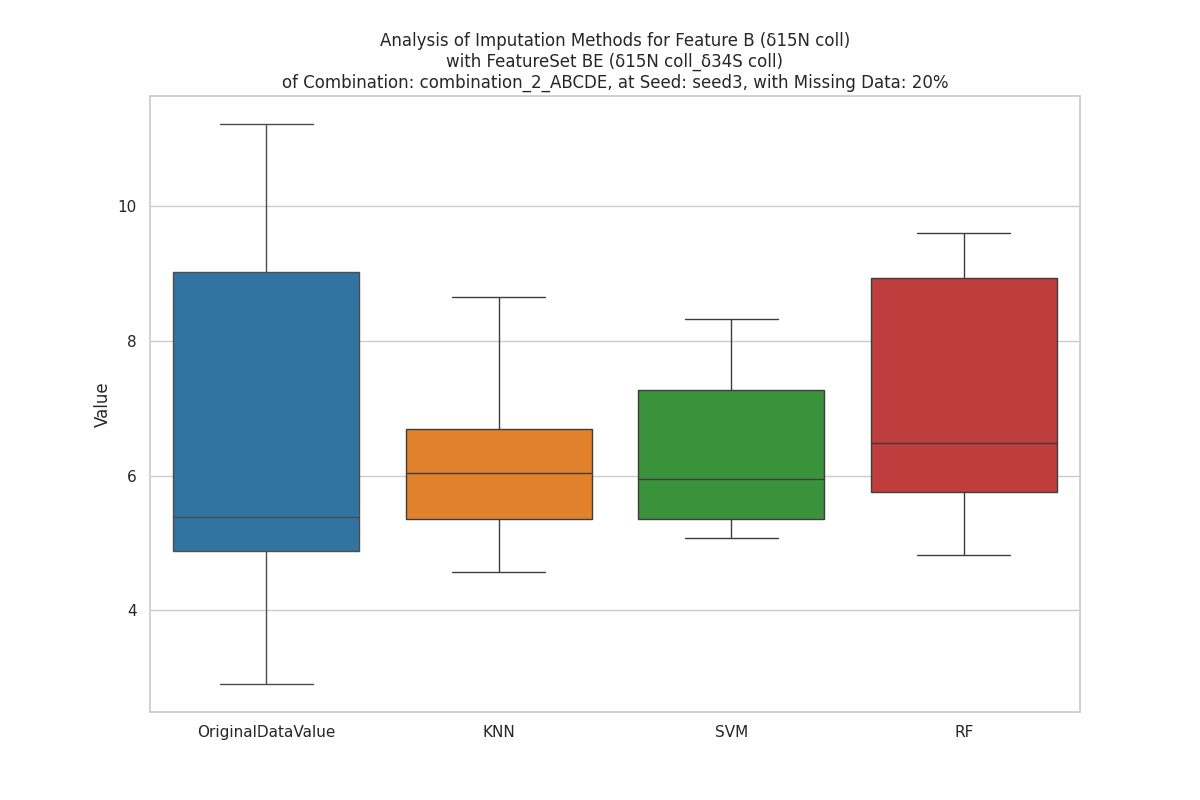 Analysis of Imputation Methods for Feature B (δ15N coll)
with FeatureSet BE (δ15N coll_δ34S coll)
of Combination: combination_2_ABCDE, at Seed: seed3, with Missing Data: 20%
10
8
6
4
Value
OriginalDataValue
KNN
SVM
RF